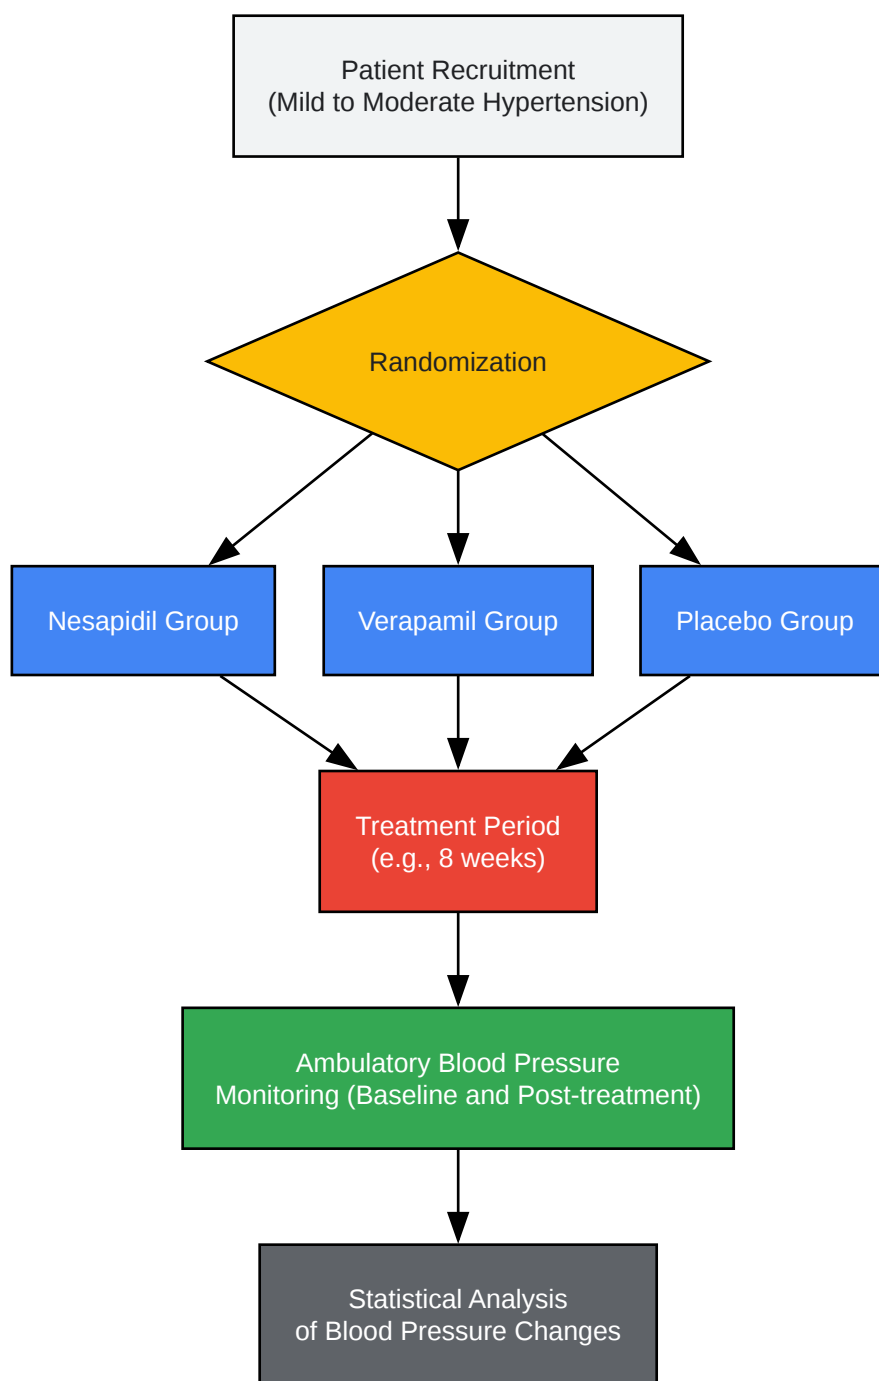 Patient Recruitment
(Mild to Moderate Hypertension)
Randomization
Nesapidil Group
Verapamil Group
Placebo Group
Treatment Period
(e.g., 8 weeks)
Ambulatory Blood Pressure
Monitoring (Baseline and Post-treatment)
Statistical Analysis
of Blood Pressure Changes